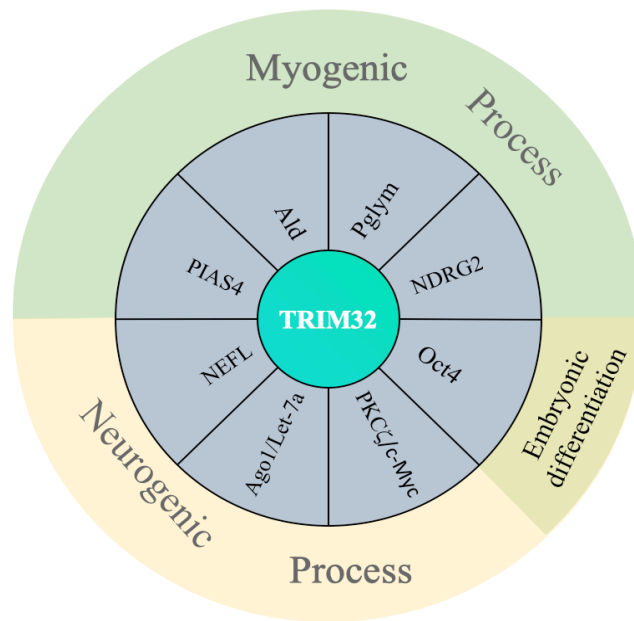 Myogenic
Process
Ald
Pglym
PIAS4
NDRG2
TRIM32
NEFL
Oct4
Ago1/Let-7a
PKCζ/c-Myc
Embryonic
differentiation
Neurogenic
Process